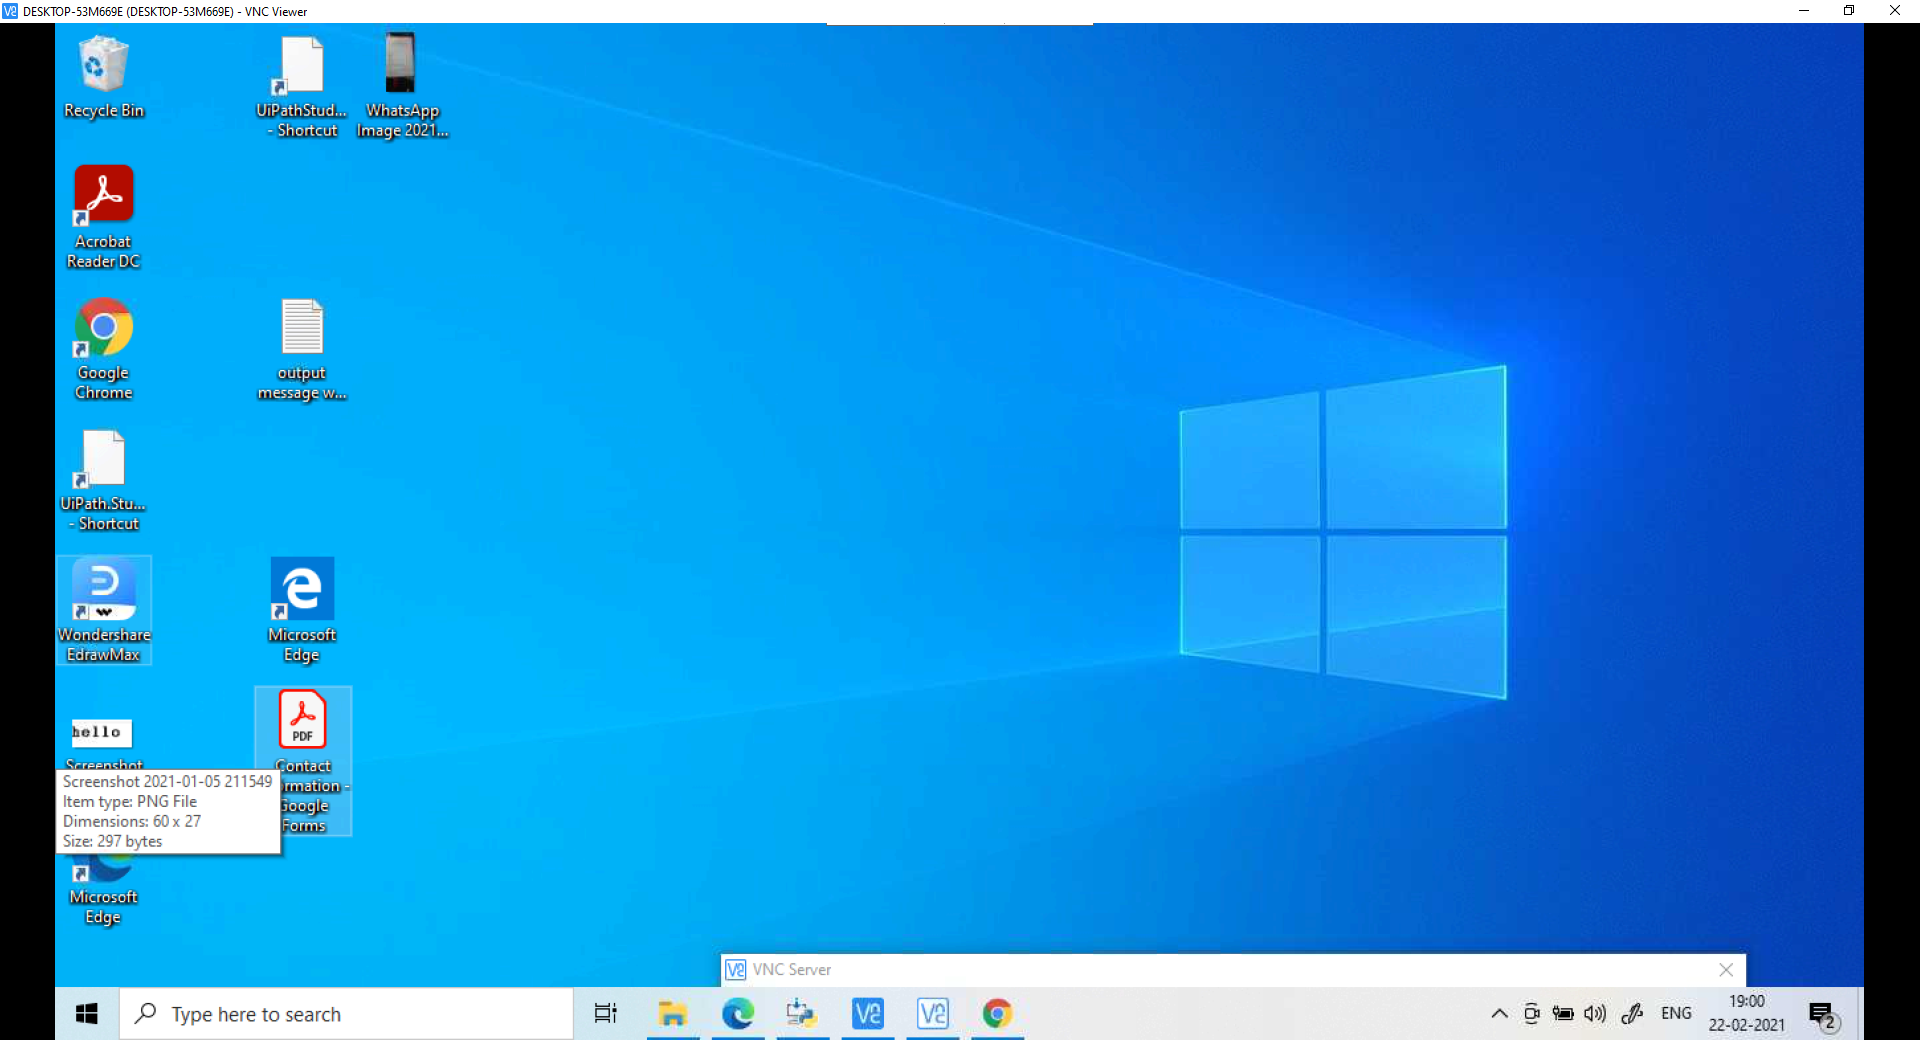 DESKTOP-53M669E (DESKTOP-53M669E) - VNC Viewer
Recycle Bin
UiPathStud...
- Shortcut
WhatsApp
Image 2021...
Acrobat
Reader DC
Google
Chrome
output
message w...
UiPath.Stu...
- Shortcut
Wondershare
EdrawMax
Microsoft
Edge
hello
PDF
Screenshot
Screenshot 2021-01-05 211549
Item type: PNG File
Dimensions: 60 x 27
Size: 297 bytes
Contact
rmation -
Google
Forms
Microsoft
Edge
VNC Server
Type here to search
ENG
19:00
22-02-2021
2